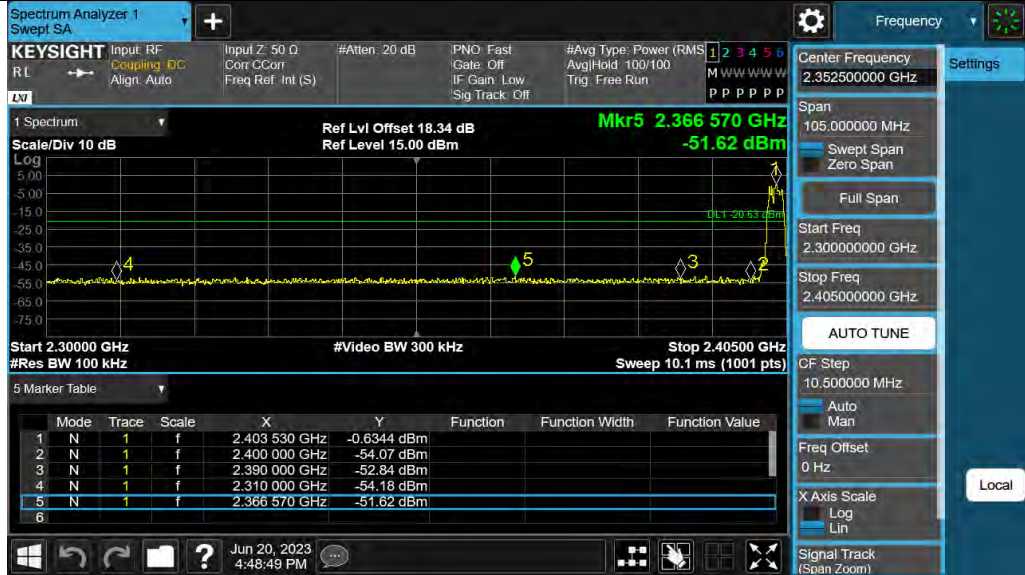 Spectrum Analyzer 1
Swept SA
+
Frequency
KEYSIGHT
RL
LXI
Input: RF
Coupling: DC
Align: Auto
Input Z: 50 Ω
Corr CCorr
Freq Ref: Int (S)
#Atten: 20 dB
PNO: Fast
Gate: Off
IF Gain: Low
Sig Track: Off
#Avg Type: Power (RMS
Avg|Hold: 100/100
Trig: Free Run
1 2 3 4 5 6
M W W W W W
P P P P P P
1 Spectrum
Scale/Div 10 dB
Ref Lvl Offset 18.34 dB
Ref Level 15.00 dBm
Mkr5 2.366 570 GHz
-51.62 dBm
Log
5.00
-5.00
-15.0
-25.0
-35.0
-45.0
-55.0
-65.0
-75.0
DL1 -20.63 dBm
1
4
5
3
2
Start 2.30000 GHz
#Res BW 100 kHz
#Video BW 300 kHz
Stop 2.40500 GHz
Sweep 10.1 ms (1001 pts)
5 Marker Table
Mode Trace Scale X Y Function Function Width Function Value
1 N 1 f 2.403 530 GHz -0.6344 dBm
2 N 1 f 2.400 000 GHz -54.07 dBm
3 N 1 f 2.390 000 GHz -52.84 dBm
4 N 1 f 2.310 000 GHz -54.18 dBm
5 N 1 f 2.366 570 GHz -51.62 dBm
6
?
Jun 20, 2023
4:48:49 PM
Center Frequency
2.352500000 GHz
Span
105.000000 MHz
Swept Span
Zero Span
Full Span
Start Freq
2.300000000 GHz
Stop Freq
2.405000000 GHz
AUTO TUNE
CF Step
10.500000 MHz
Auto
Man
Freq Offset
0 Hz
X Axis Scale
Log
Lin
Signal Track
(Span Zoom)
Settings
Local